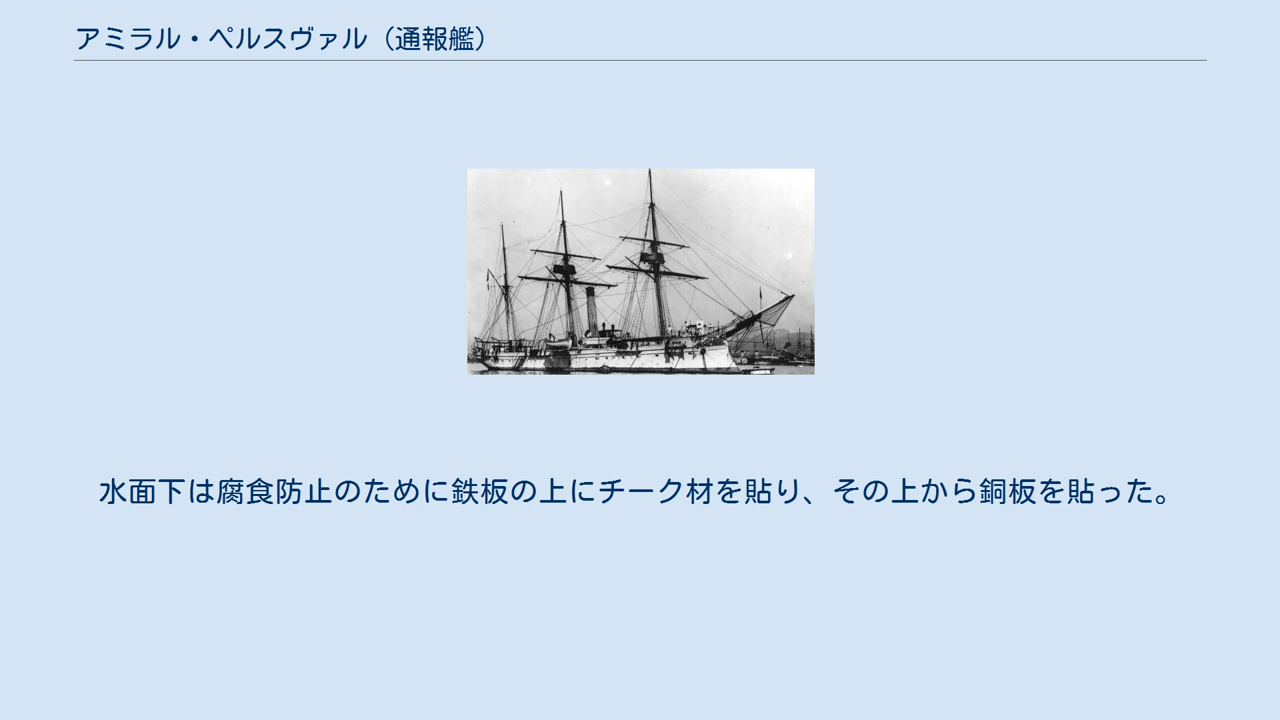 アミラル・ペルスヴァル（通報艦）
水面下は腐食防止のために鉄板の上にチーク材を貼り、その上から銅板を貼った。